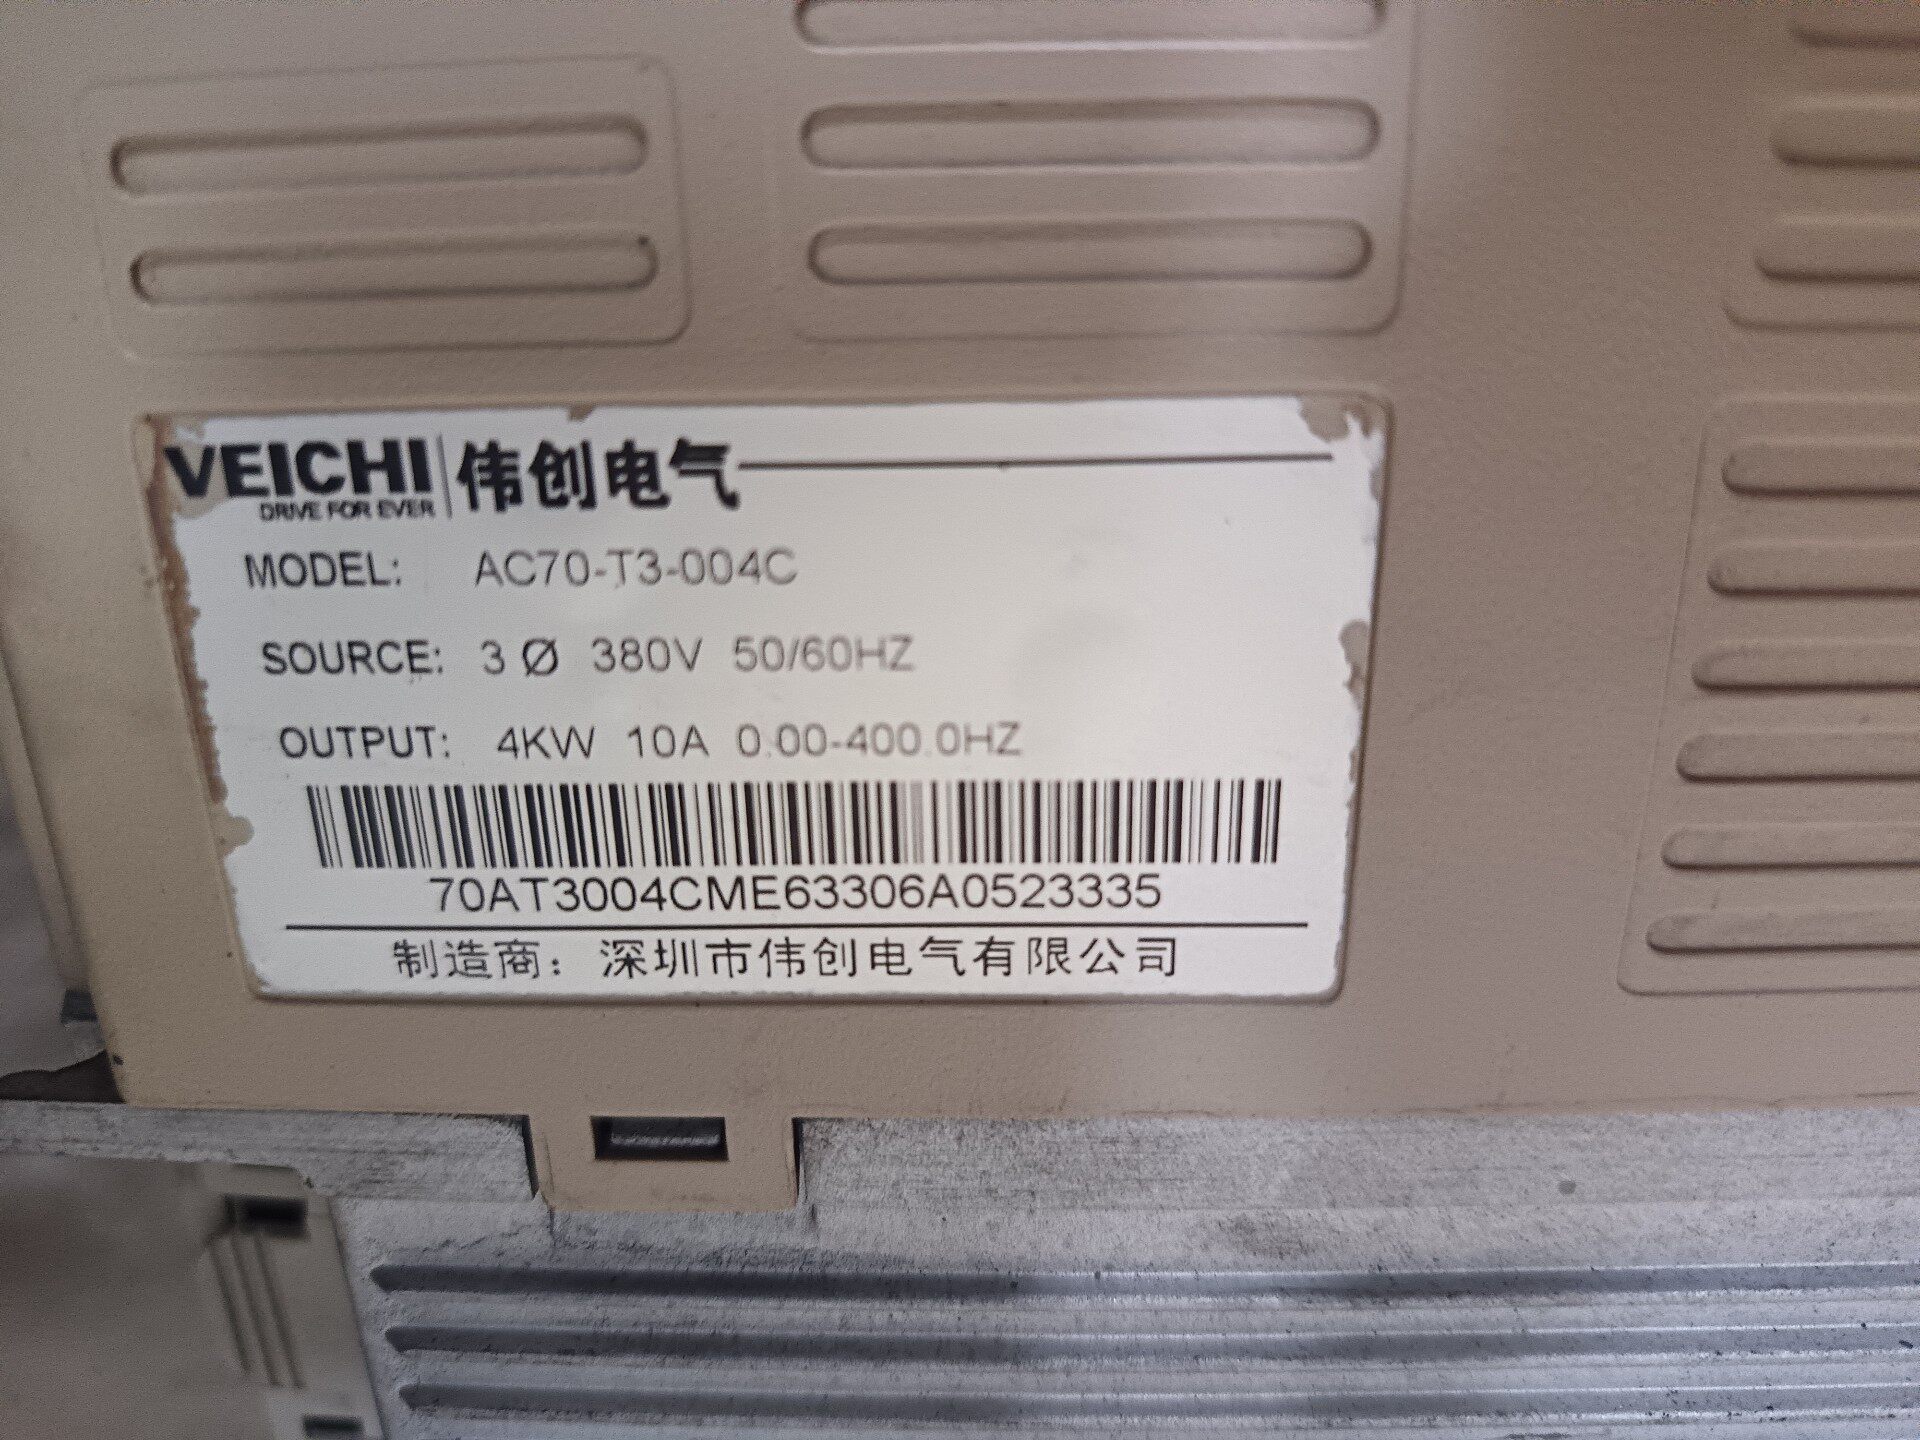 VEICHI 伟创电气
DRIVE FOR EVER
MODEL: AC70-T3-004C
SOURCE: 3 Ø 380V 50/60HZ
OUTPUT: 4KW 10A 0.00-400.0HZ
70AT3004CME63306A0523335
制造商：深圳市伟创电气有限公司